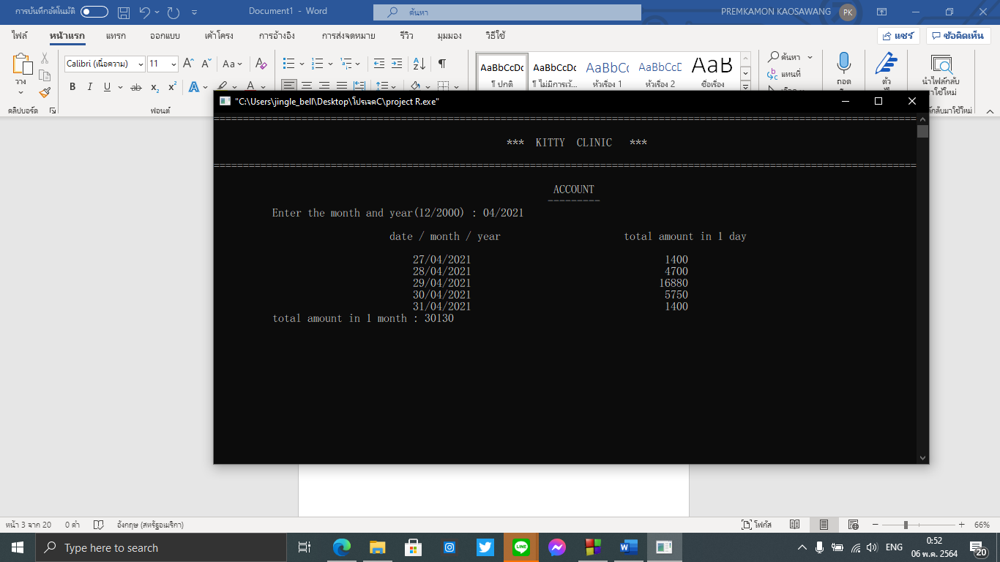 การบันทึกอัตโนมัติ Document1 - Word ค้นหา PREMKAMON KAOSAWANG PK
ไฟล์ หน้าแรก แทรก ออกแบบ เค้าโครง การอ้างอิง การส่งจดหมาย รีวิว มุมมอง วิธีใช้ แชร์ ข้อคิดเห็น
วาง Calibri (เนื้อความ) 11 AaBbCcDc AaBbCcDc AaBbCc AaBbCcD AaB ค้นหา
B I U ab x2 x2 A A ¶ ปกติ ¶ ไม่มีการเว้... หัวเรื่อง 1 หัวเรื่อง 2 ชื่อเรื่อง แทนที่ ถอด ตัว นำไฟล์กลับ
มาใช้ใหม่
คลิปบอร์ด ฟอนต์
"C:\Users\jingle_bell\Desktop\โปรเจคC\project R.exe"
*** KITTY CLINIC ***
ACCOUNT
---------
Enter the month and year(12/2000) : 04/2021
date / month / year total amount in 1 day
27/04/2021 1400
28/04/2021 4700
29/04/2021 16880
30/04/2021 5750
31/04/2021 1400
total amount in 1 month : 30130
หน้า 3 จาก 20 0 คำ อังกฤษ (สหรัฐอเมริกา) โฟกัส 66%
Type here to search ENG 0:52
06 พ.ค. 2564 20